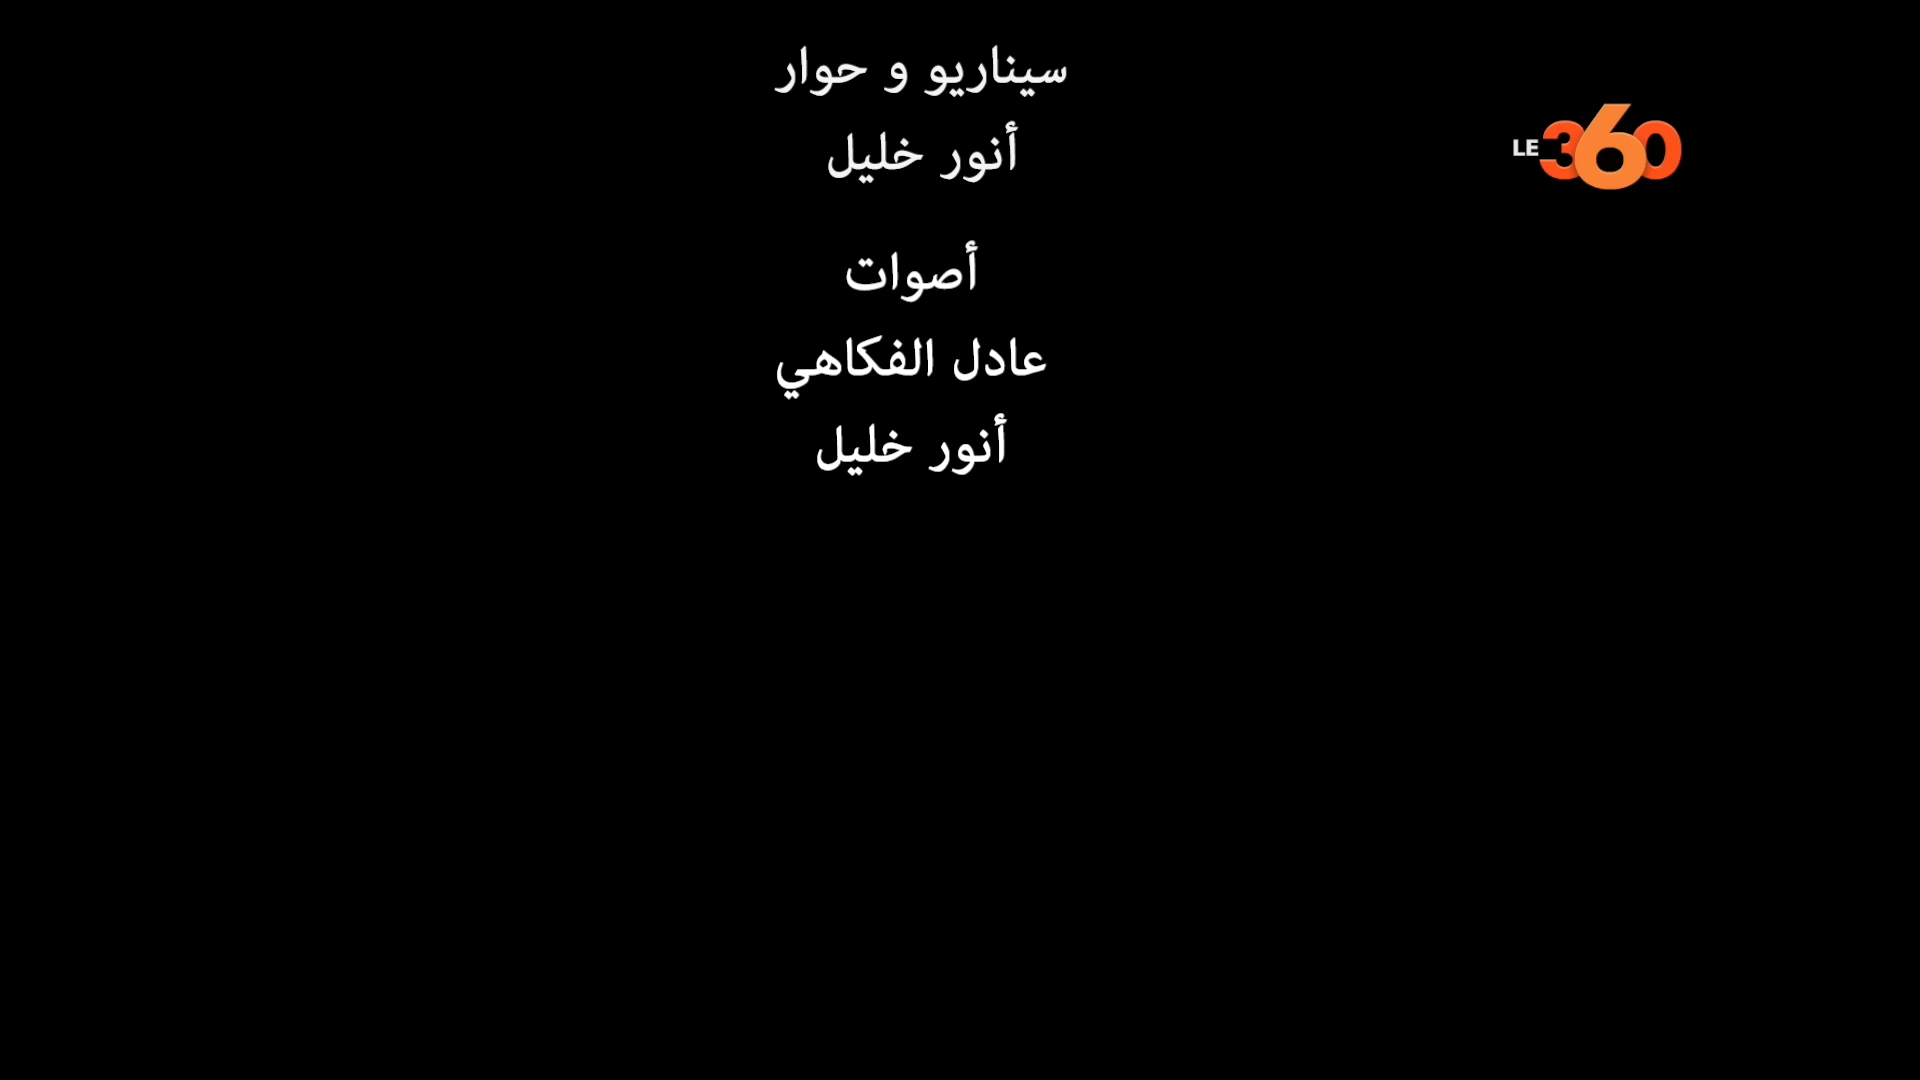 سيناريو و حوار
أنور خليل
LE360
أصوات
عادل الفكاهي
أنور خليل